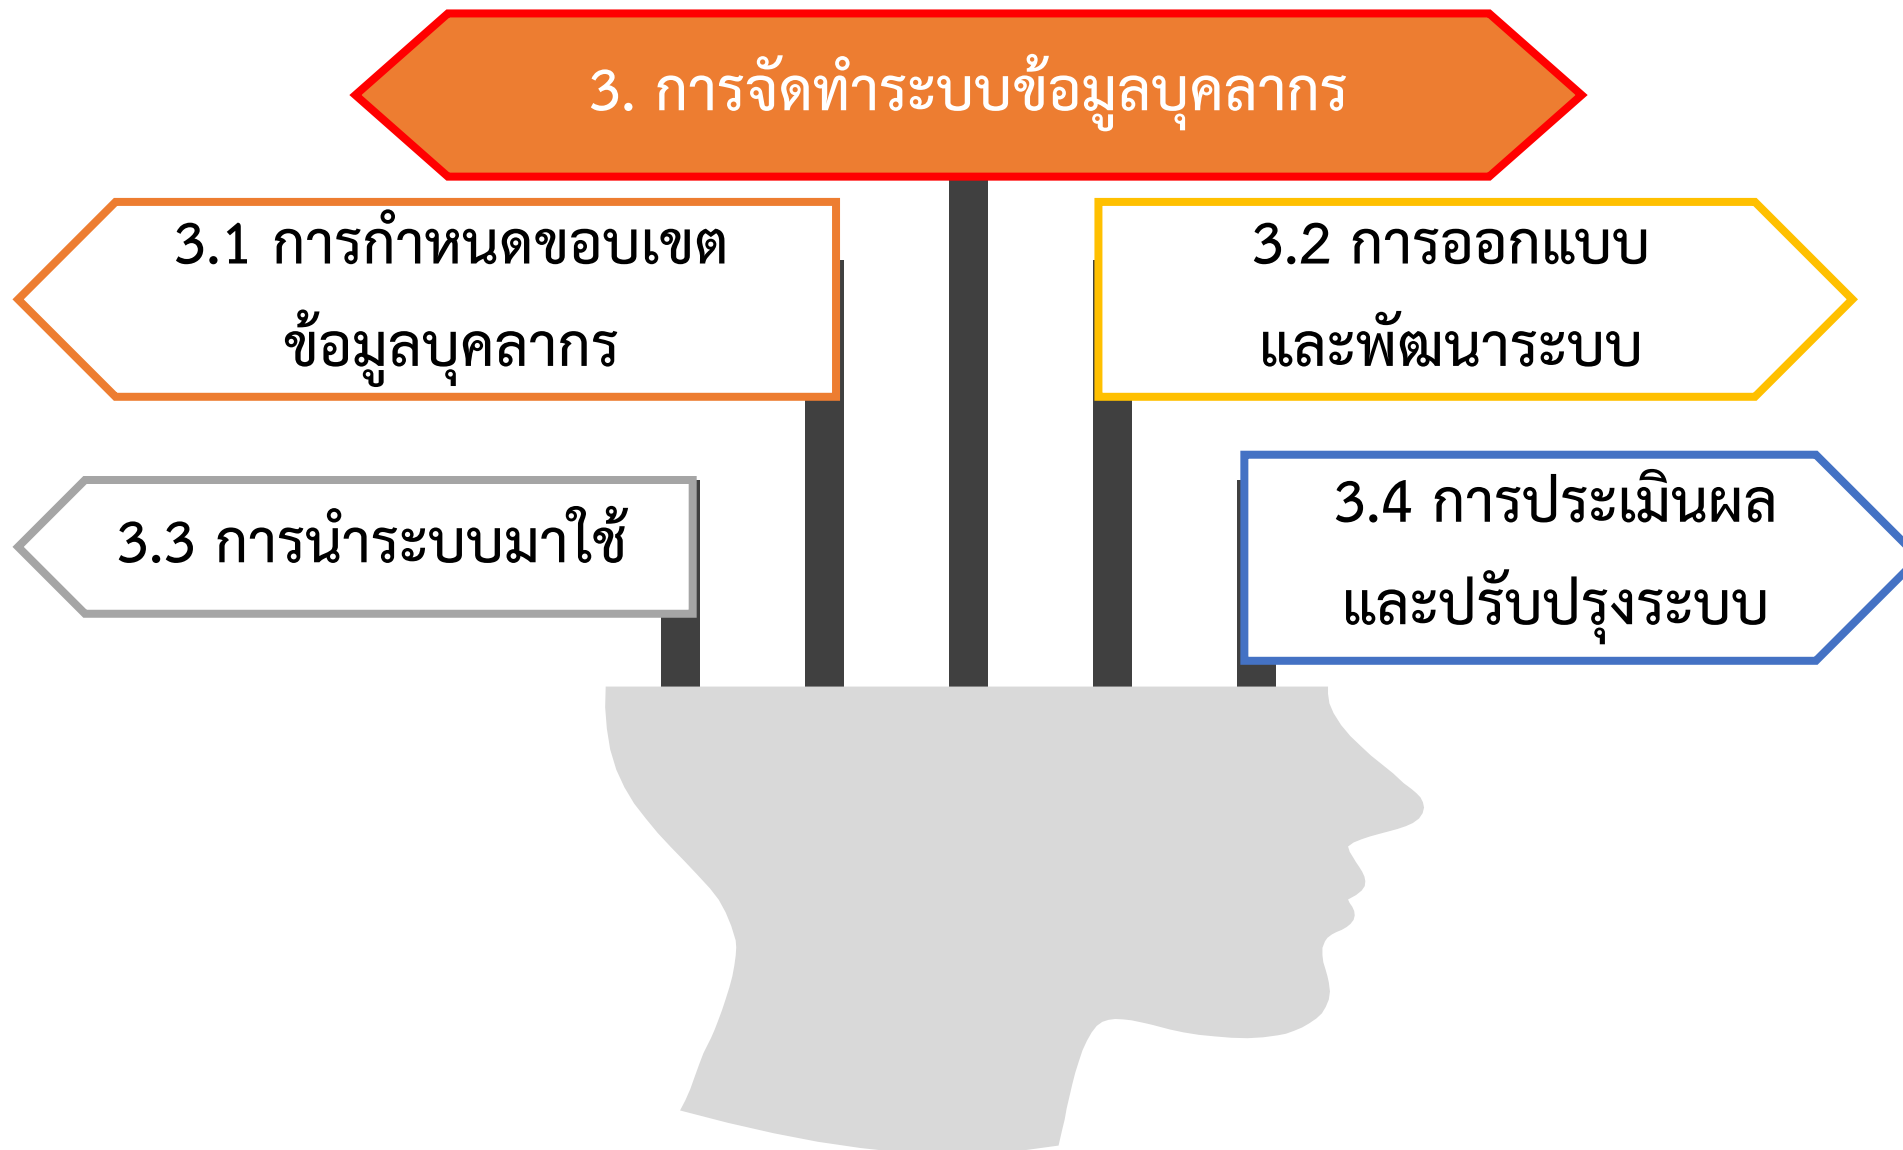 3. การจัดทำระบบข้อมูลบุคลากร
3.1 การกำหนดขอบเขต
ข้อมูลบุคลากร
3.2 การออกแบบ
และพัฒนาระบบ
3.3 การนำระบบมาใช้
3.4 การประเมินผล
และปรับปรุงระบบ